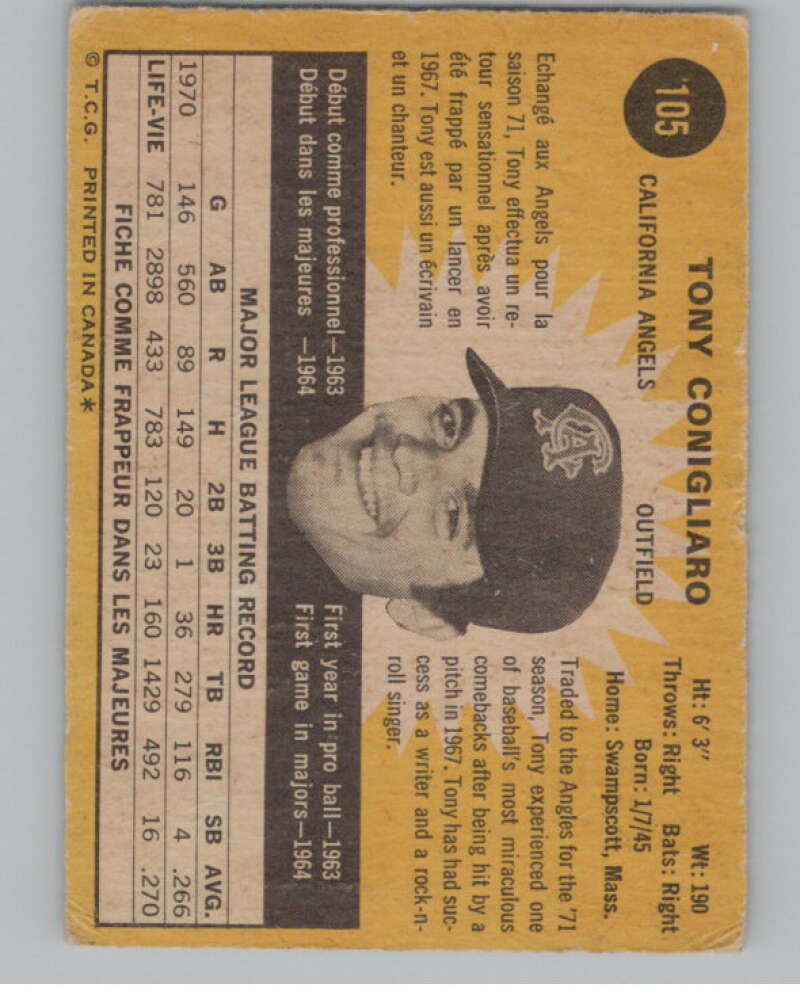 105
TONY CONIGLIARO
CALIFORNIA ANGELS
OUTFIELD
Ht: 6' 3" Wt: 190
Throws: Right Bats: Right
Born: 1/7/45
Home: Swampscott, Mass.
Echangé aux Angels pour la
saison 71, Tony effectua un re-
tour sensationnel après avoir
été frappé par un lancer en
1967. Tony est aussi un écrivain
et un chanteur.
CA
Traded to the Angles for the '71
season, Tony experienced one
of baseball's most miraculous
comebacks after being hit by a
pitch in 1967. Tony has had suc-
cess as a writer and a rock-n-
roll singer.
Début comme professionnel—1963
Début dans les majeures —1964
First year in pro ball—1963
First game in majors—1964
MAJOR LEAGUE BATTING RECORD
G AB R H 2B 3B HR TB RBI SB AVG.
1970 146 560 89 149 20 1 36 279 116 4 .266
LIFE-VIE 781 2898 433 783 120 23 160 1429 492 16 .270
FICHE COMME FRAPPEUR DANS LES MAJEURES
© T.C.G. PRINTED IN CANADA*